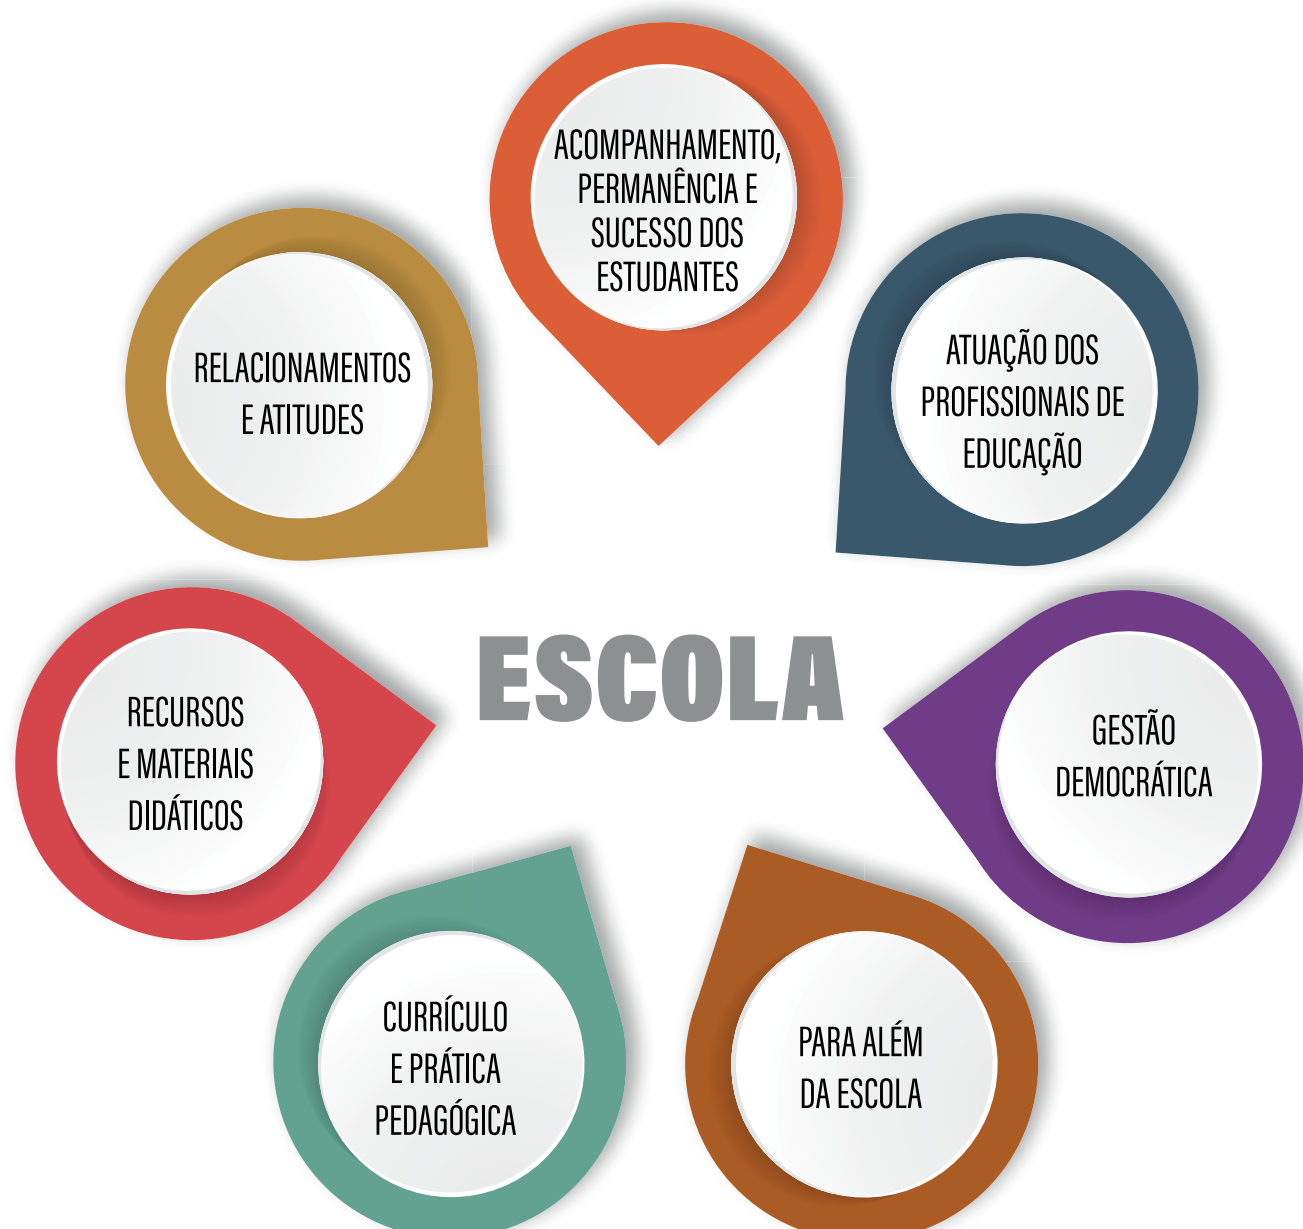 ACOMPANHAMENTO,
PERMANÊNCIA E
SUCESSO DOS
ESTUDANTES
RELACIONAMENTOS
E ATITUDES
ATUAÇÃO DOS
PROFISSIONAIS DE
EDUCAÇÃO
ESCOLA
RECURSOS
E MATERIAIS
DIDÁTICOS
GESTÃO
DEMOCRÁTICA
CURRÍCULO
E PRÁTICA
PEDAGÓGICA
PARA ALÉM
DA ESCOLA